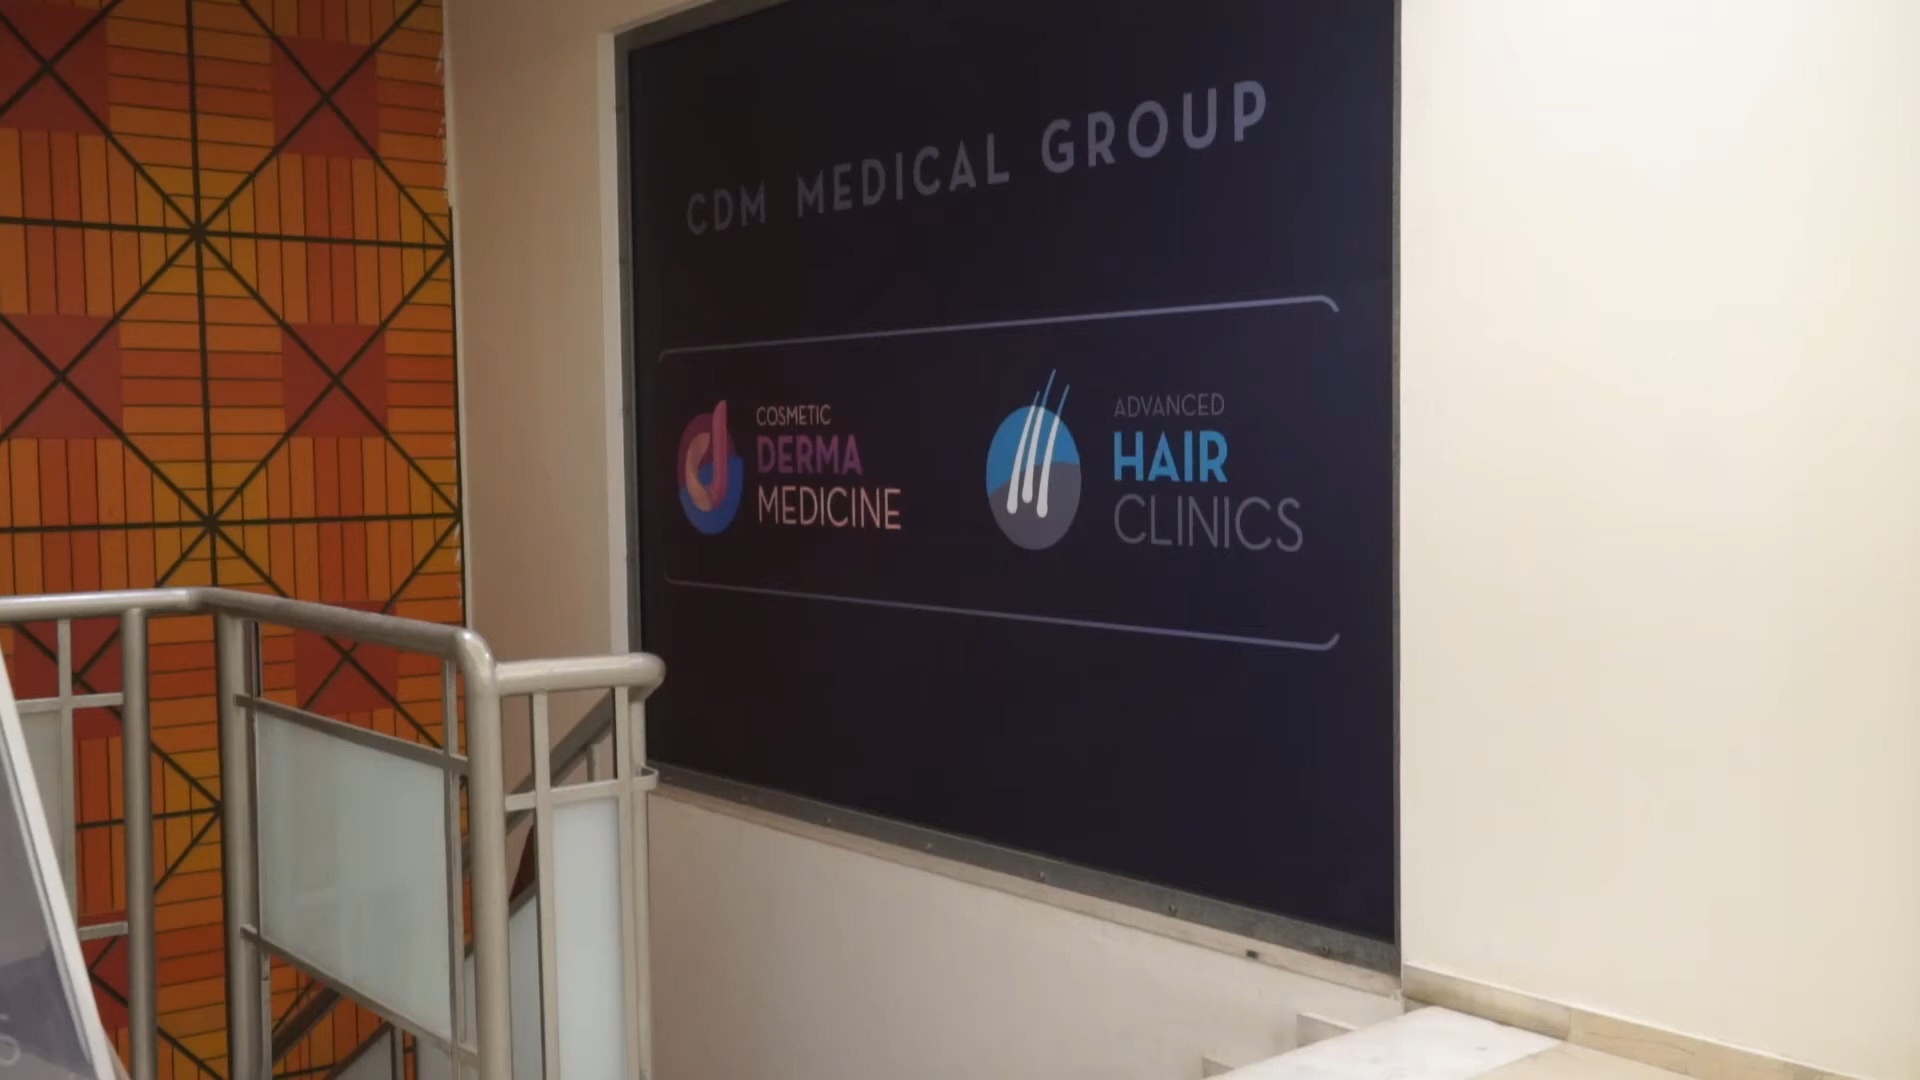 CDM MEDICAL GROUP
COSMETIC
DERMA
MEDICINE
ADVANCED
HAIR
CLINICS